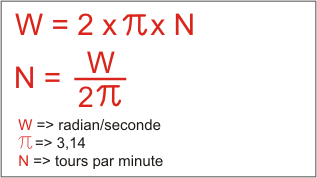 W = 2 x π x N
N = W / 2π
W => radian/seconde
π => 3,14
N => tours par minute